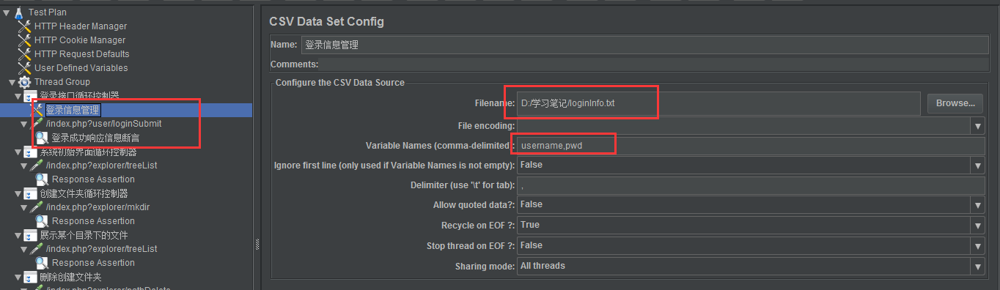 Test Plan
HTTP Header Manager
HTTP Cookie Manager
HTTP Request Defaults
User Defined Variables
Thread Group
登录接口循环控制器
登录信息管理
/index.php?user/loginSubmit
登录成功响应信息断言
系统初始界面循环控制器
/index.php?explorer/treeList
Response Assertion
创建文件夹循环控制器
/index.php?explorer/mkdir
Response Assertion
展示某个目录下的文件
/index.php?explorer/treeList
Response Assertion
删除创建文件夹
/index.php?explorer/pathDelete
CSV Data Set Config
Name: 登录信息管理
Comments:
Configure the CSV Data Source
Filename: D:/学习笔记/loginInfo.txt Browse...
File encoding:
Variable Names (comma-delimited): username,pwd
Ignore first line (only used if Variable Names is not empty): False
Delimiter (use '\t' for tab): ,
Allow quoted data?: False
Recycle on EOF ?: True
Stop thread on EOF ?: False
Sharing mode: All threads